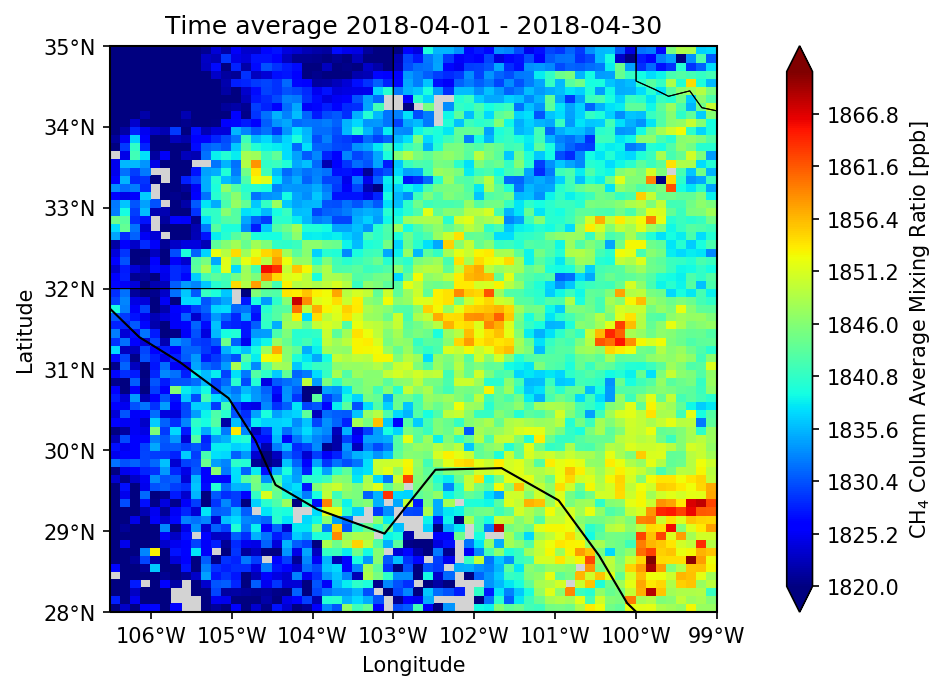 Time average 2018-04-01 - 2018-04-30
35°N
34°N
33°N
32°N
31°N
30°N
29°N
28°N
Latitude
106°W 105°W 104°W 103°W 102°W 101°W 100°W 99°W
Longitude
1866.8
1861.6
1856.4
1851.2
1846.0
1840.8
1835.6
1830.4
1825.2
1820.0
CH₄ Column Average Mixing Ratio [ppb]